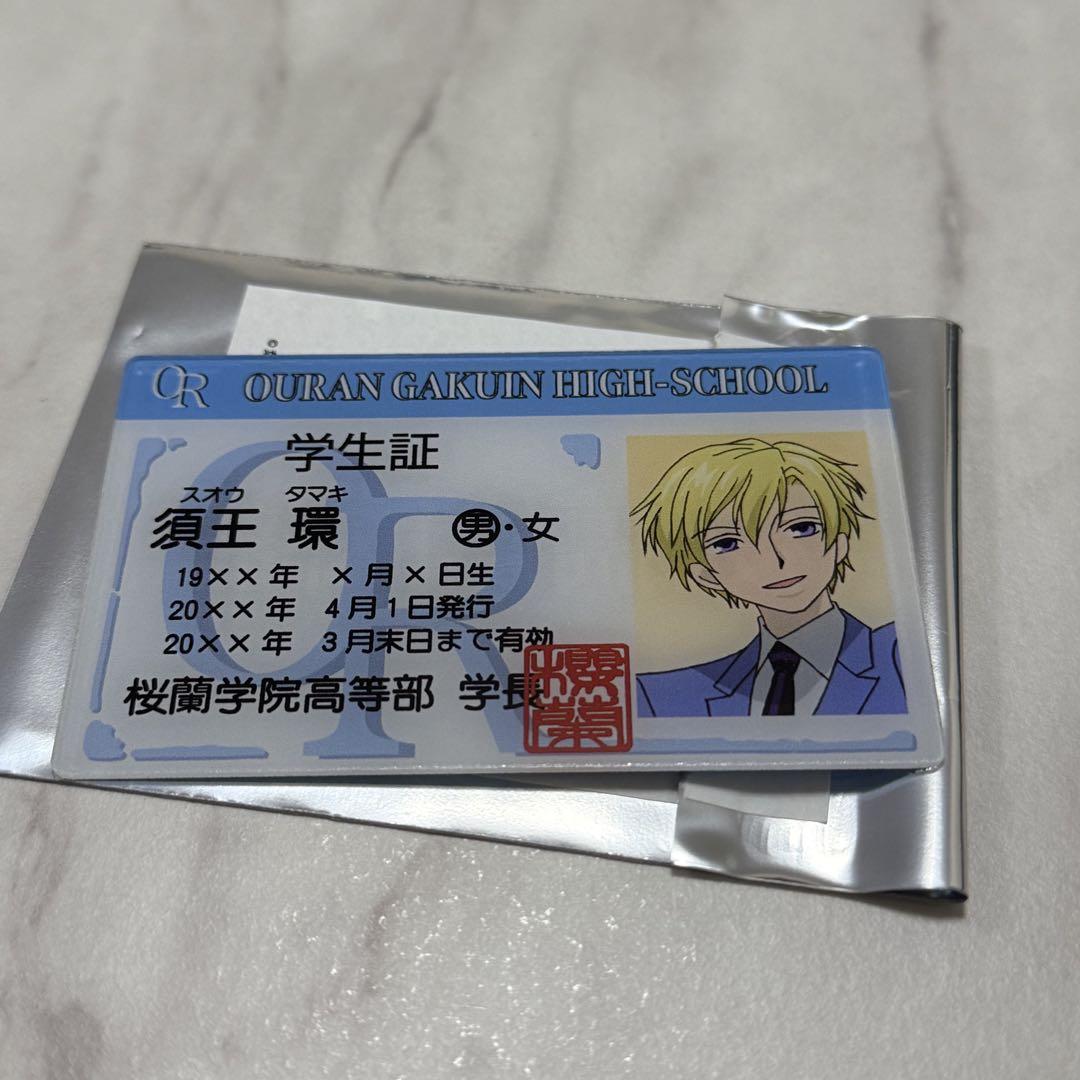 OR OURAN GAKUIN HIGH-SCHOOL
学生証
スオウ タマキ
須王 環 男・女
19××年 ×月×日生
20××年 4月1日発行
20××年 3月末日まで有効
桜蘭学院高等部 学長
櫻蘭